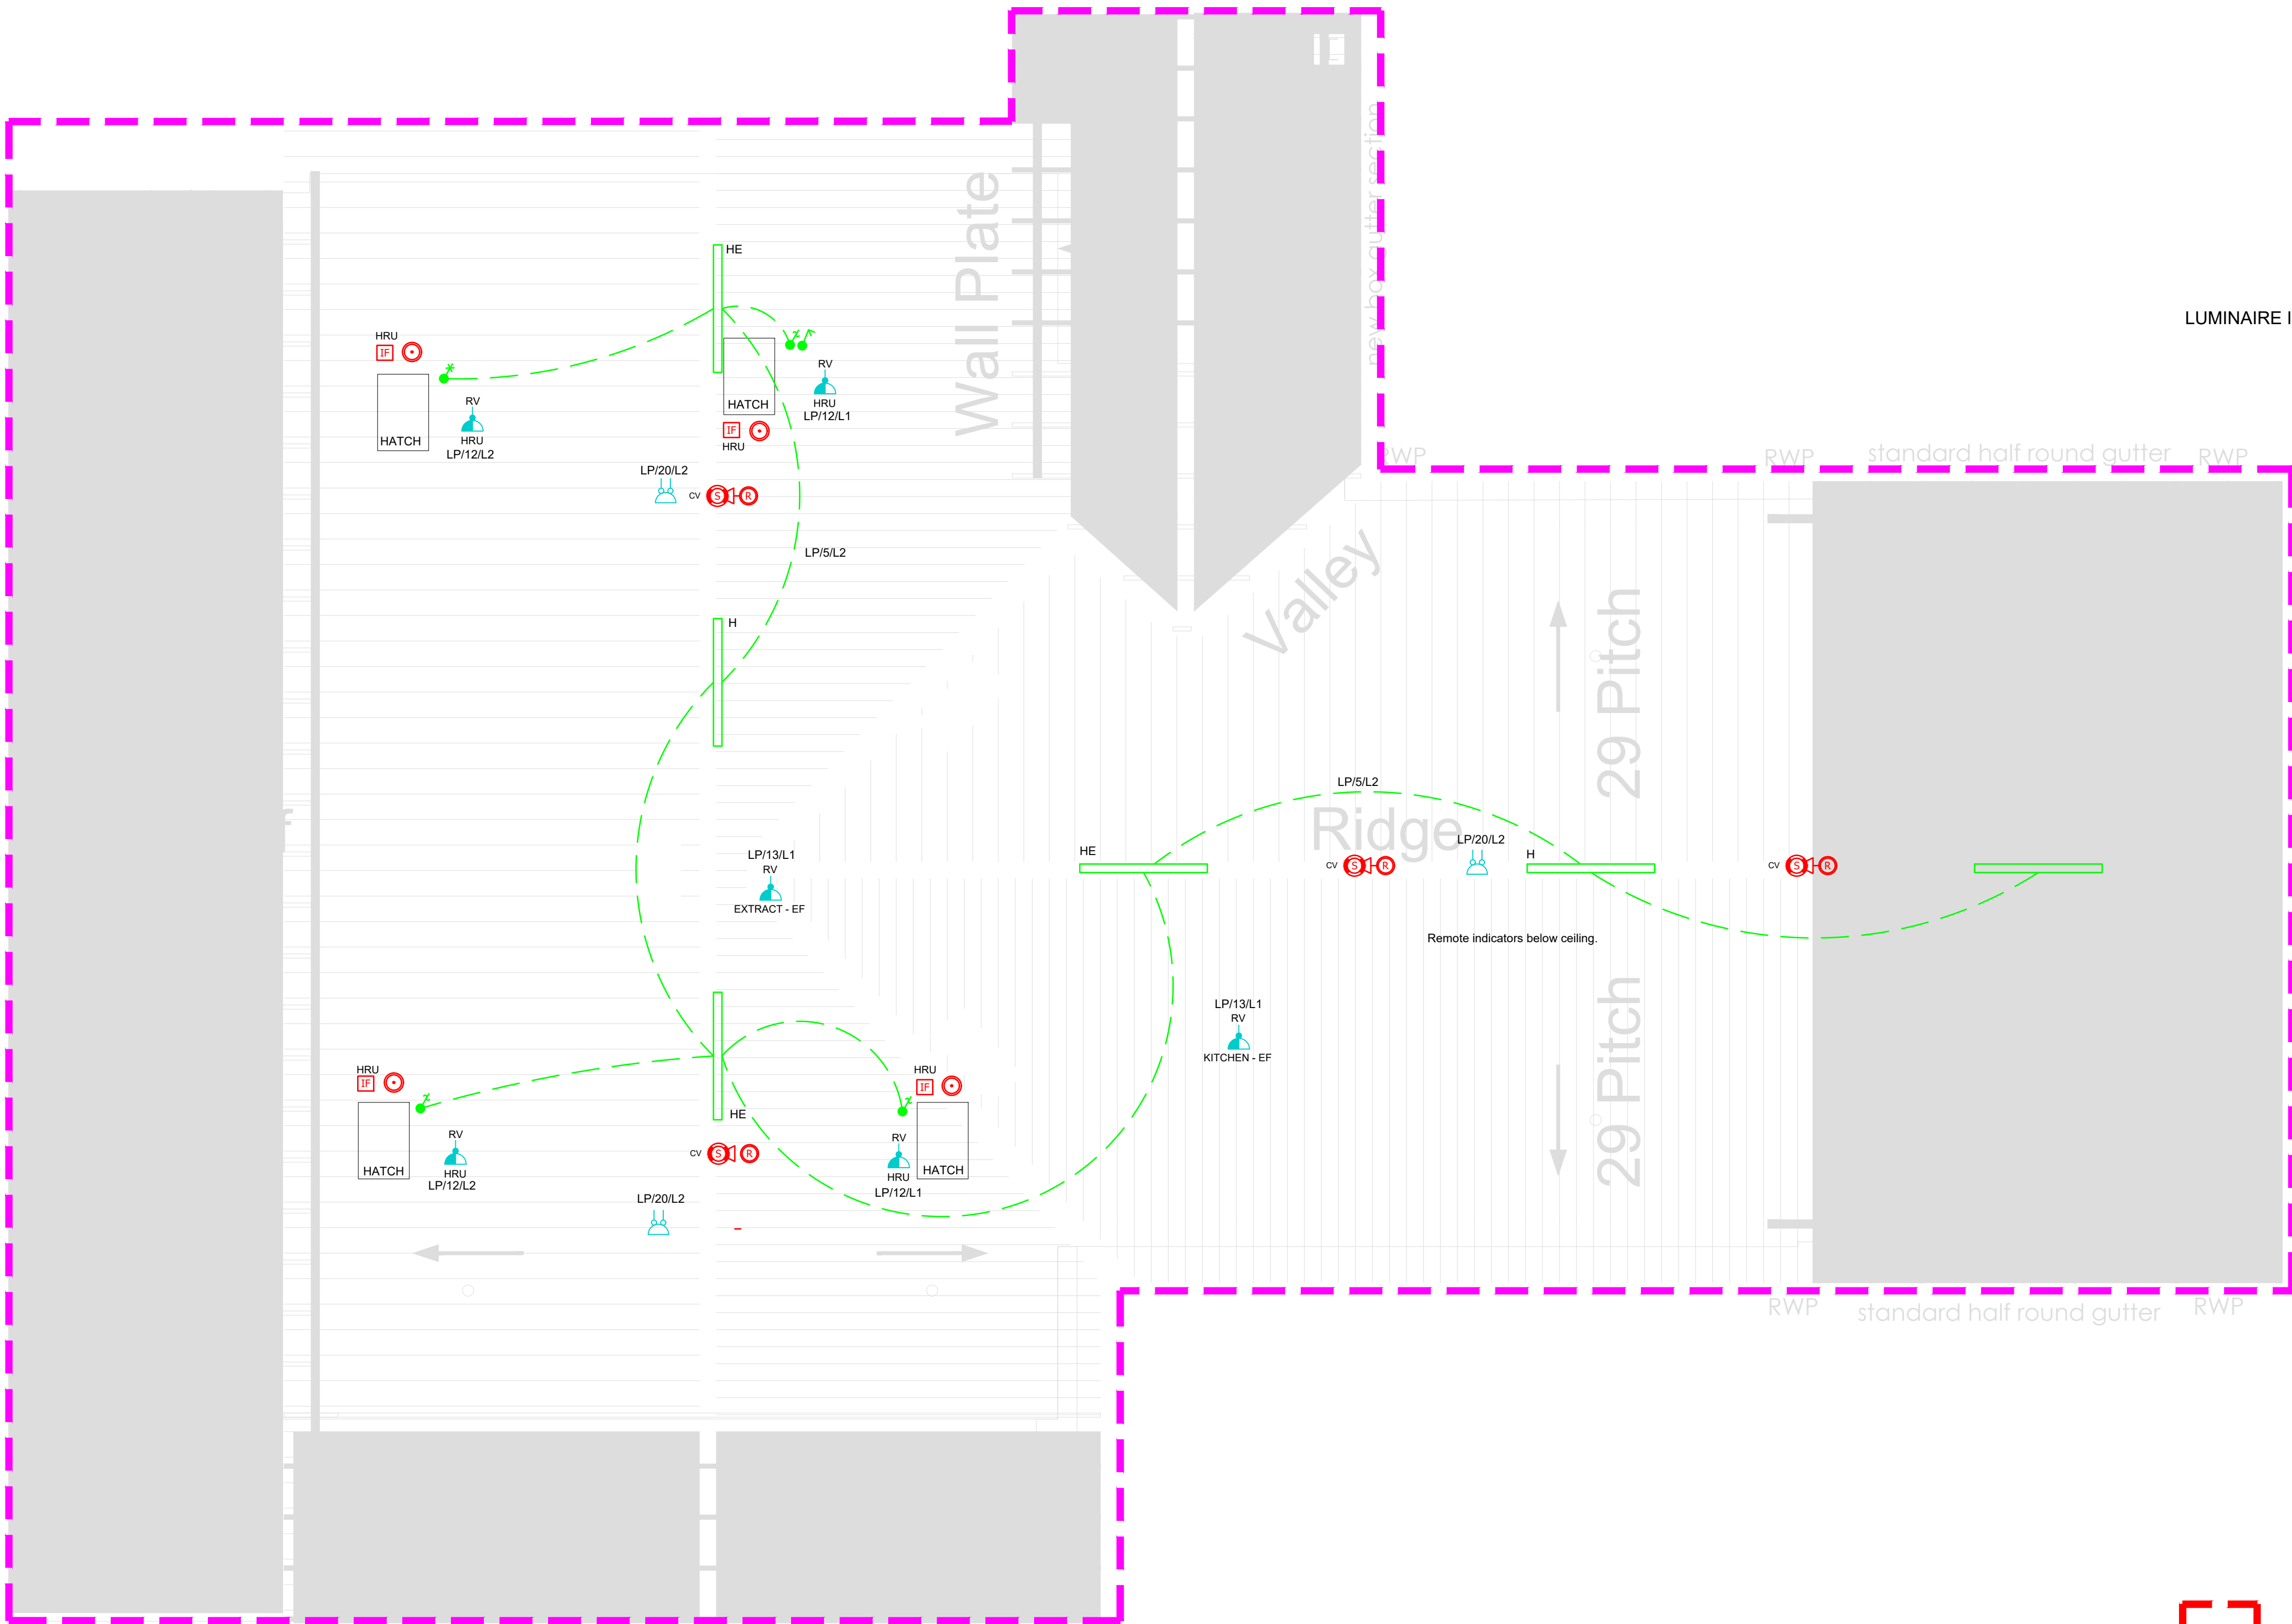 new box gutter section
Wall Plate
HE
LUMINAIRE I
HRU
IF
RV
HATCH
HRU
LP/12/L2
RV
HATCH
HRU
LP/12/L1
IF
HRU
RWP
RWP
standard half round gutter
RWP
LP/20/L2
CV
S
R
LP/5/L2
Valley
H
29 Pitch
LP/5/L2
Ridge
LP/20/L2
HE
CV
S
R
H
CV
S
R
LP/13/L1
RV
EXTRACT - EF
Remote indicators below ceiling.
29 Pitch
LP/13/L1
RV
KITCHEN - EF
HRU
IF
HRU
IF
HE
RV
HATCH
HRU
LP/12/L2
CV
S
R
RV
HATCH
HRU
LP/12/L1
LP/20/L2
RWP
standard half round gutter
RWP